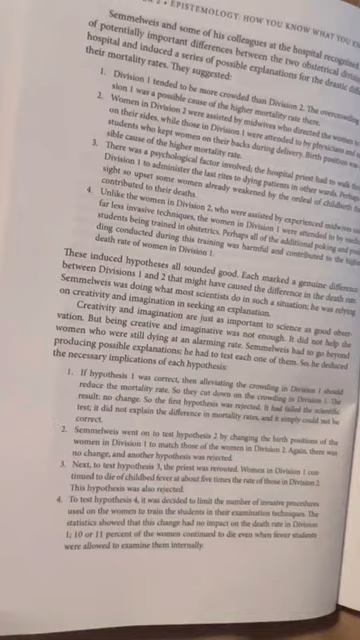 2 • EPISTEMOLOGY: HOW YOU KNOW WHAT YOU
Semmelweis and some of his colleagues at the hospital recognized
of potentially important differences between the two obstetrical
hospital and induced a series of possible explanations for the drastic
their mortality rates. They suggested:
1. Division 1 tended to be more crowded than Division 2. The overcrowding
sion 1 was a possible cause of the higher mortality rate there.
2. Women in Division 2 were assisted by midwives who directed the women to
on their sides, while those in Division 1 were attended to by physicians and
students who kept women on their backs during delivery. Birth position was
sible cause of the higher mortality rate.
3. There was a psychological factor involved; the hospital priest had to walk
Division 1 to administer the last rites to dying patients in other wards. Perhaps
sight so upset some women already weakened by the ordeal of childbirth
contributed to their deaths.
4. Unlike the women in Division 2, who were assisted by experienced midwives
far less invasive techniques, the women in Division 1 were attended to by
students being trained in obstetrics. Perhaps all of the additional poking and
ding conducted during this training was harmful and contributed to the higher
death rate of women in Division 1.
These induced hypotheses all sounded good. Each marked a genuine difference
between Divisions 1 and 2 that might have caused the difference in the death rate.
Semmelweis was doing what most scientists do in such a situation; he was relying
on creativity and imagination in seeking an explanation.
Creativity and imagination are just as important to science as good obser-
vation. But being creative and imaginative was not enough. It did not help the
women who were still dying at an alarming rate. Semmelweis had to go beyond
producing possible explanations; he had to test each one of them. So, he deduced
the necessary implications of each hypothesis:
1. If hypothesis 1 was correct, then alleviating the crowding in Division 1 should
reduce the mortality rate. So they cut down on the crowding in Division 1. The
result: no change. So the first hypothesis was rejected. It had failed the scientific
test; it did not explain the difference in mortality rates, and it simply could not be
correct.
2. Semmelweis went on to test hypothesis 2 by changing the birth positions of the
women in Division 1 to match those of the women in Division 2. Again, there was
no change, and another hypothesis was rejected.
3. Next, to test hypothesis 3, the priest was rerouted. Women in Division 1 con-
tinued to die of childbed fever at about five times the rate of those in Division 2.
This hypothesis was also rejected.
4. To test hypothesis 4, it was decided to limit the number of invasive procedures
used on the women to train the students in their examination techniques. The
statistics showed that this change had no impact on the death rate in Division
1; 10 or 11 percent of the women continued to die even when fewer students
were allowed to examine them internally.